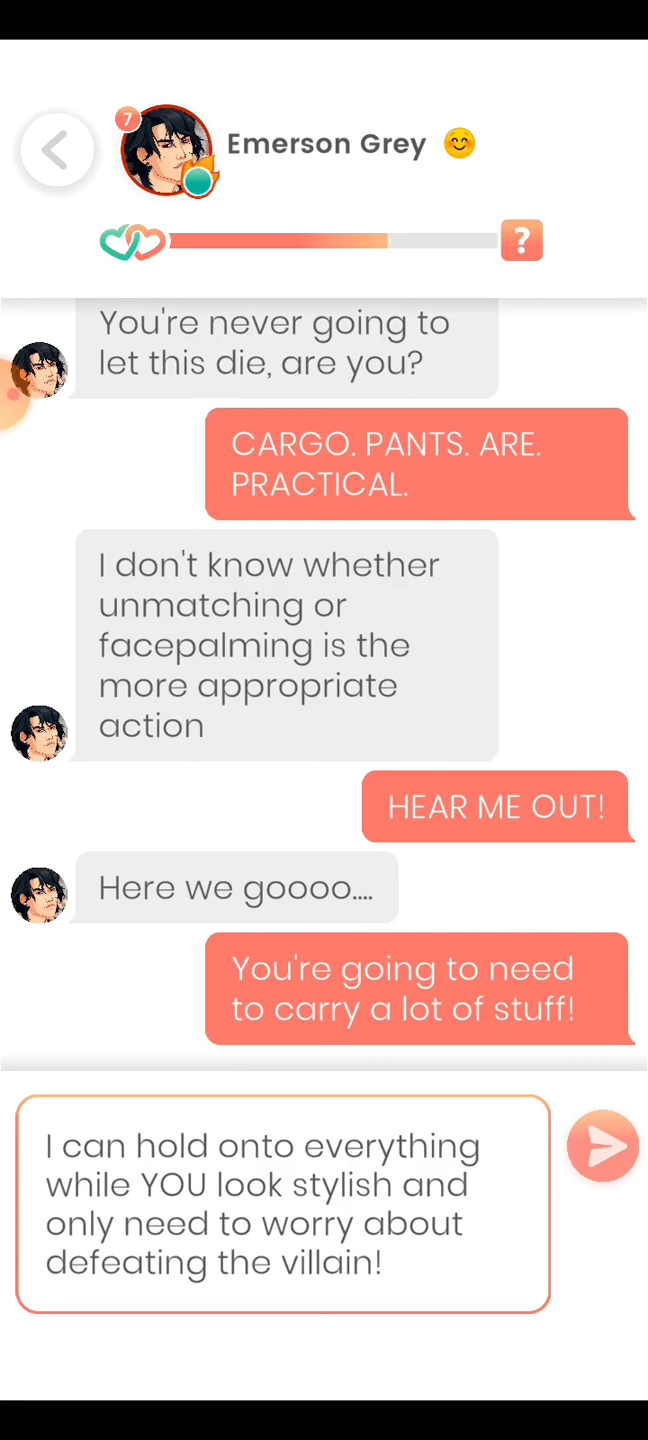 7
Emerson Grey 😊
?
You're never going to
let this die, are you?
CARGO. PANTS. ARE.
PRACTICAL.
I don't know whether
unmatching or
facepalming is the
more appropriate
action
HEAR ME OUT!
Here we goooo....
You're going to need
to carry a lot of stuff!
I can hold onto everything
while YOU look stylish and
only need to worry about
defeating the villain!